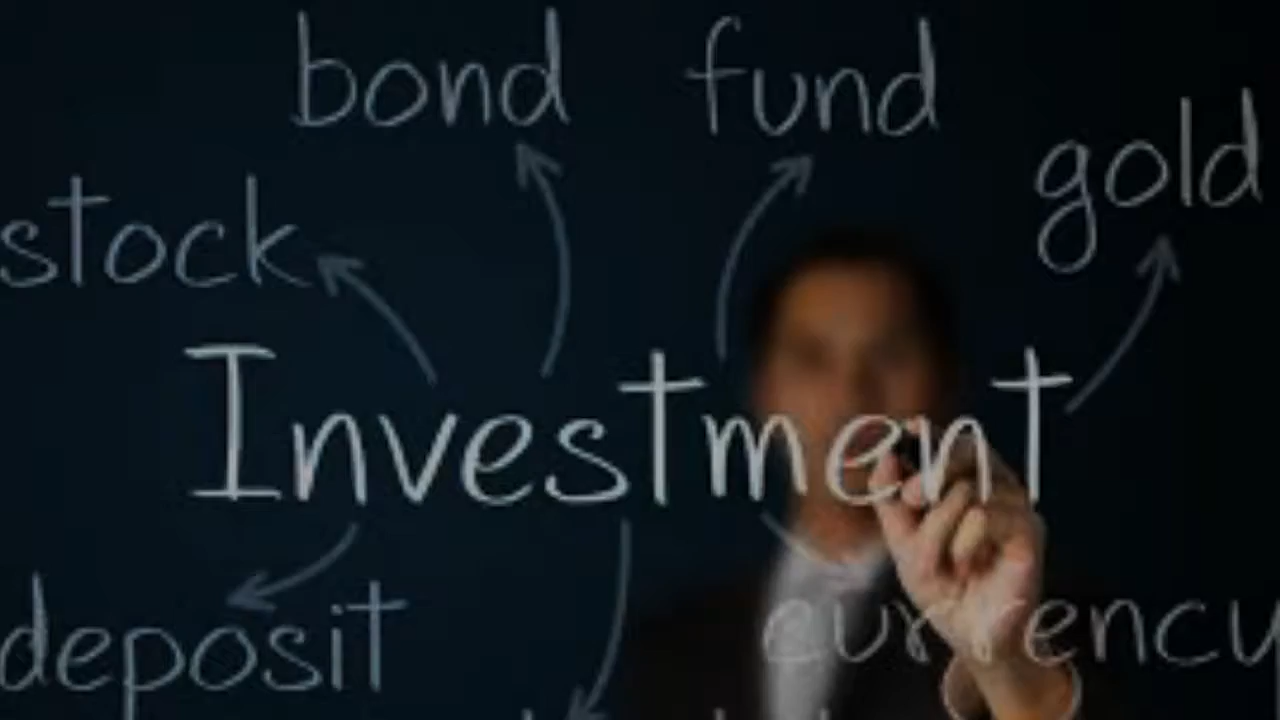 bond fund
gold
stock
Investment
deposit
currency